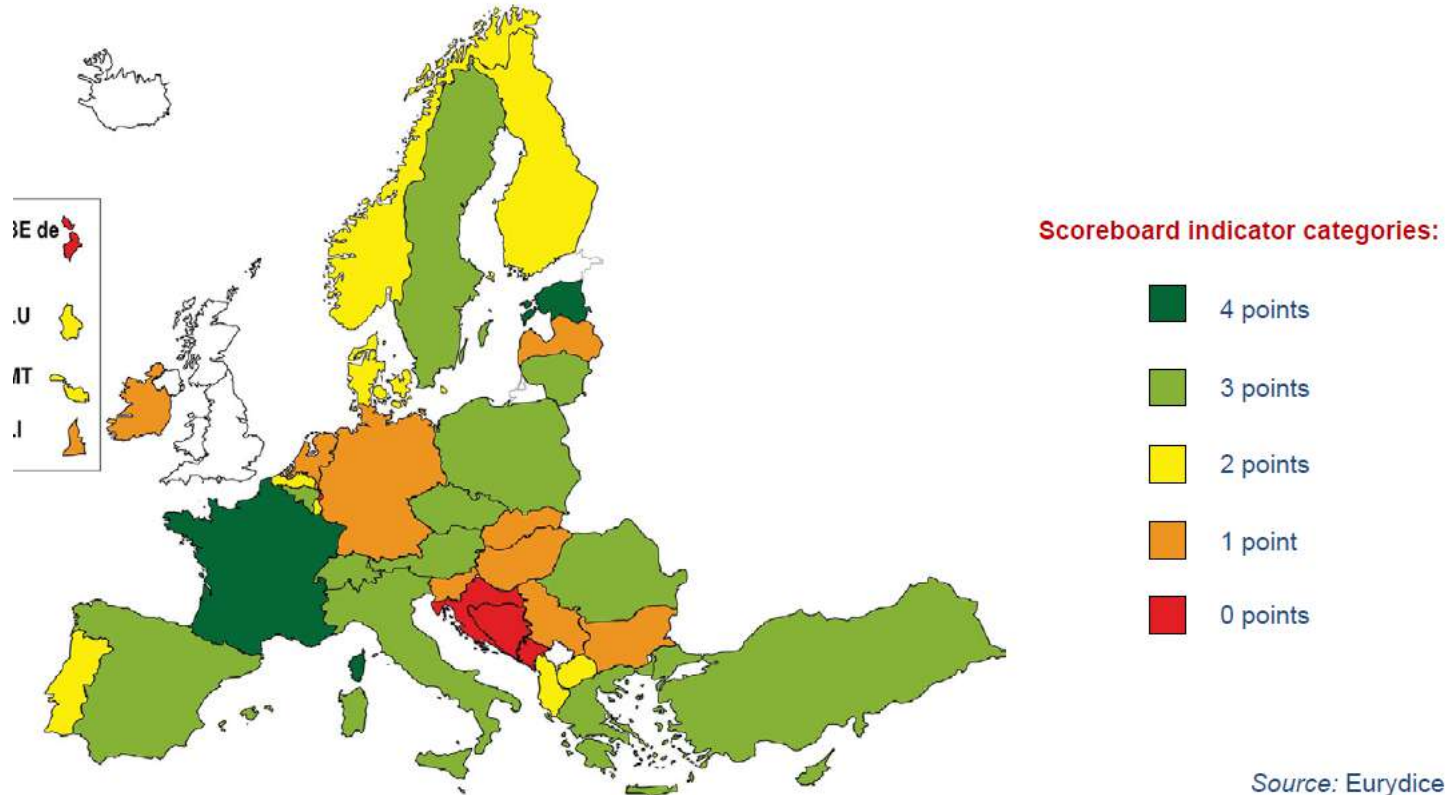 BE de
LU
MT
LI
Scoreboard indicator categories:
4 points
3 points
2 points
1 point
0 points
Source: Eurydice